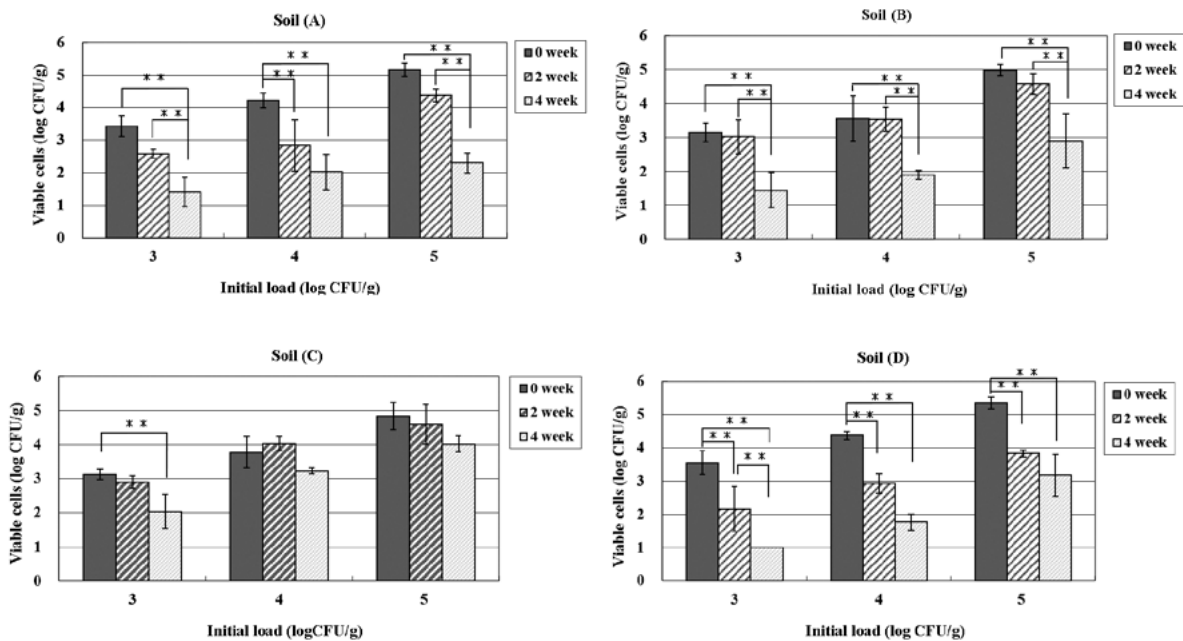 Soil (A)
Viable cells (log CFU/g)
6
5
4
3
2
1
0
** ** ** ** ** **
3 4 5
Initial load (log CFU/g)
0 week
2 week
4 week
Soil (B)
Viable cells (log CFU/g)
6
5
4
3
2
1
0
** ** ** ** ** **
3 4 5
Initial load (log CFU/g)
0 week
2 week
4 week
Soil (C)
Viable cells (log CFU/g)
6
5
4
3
2
1
0
**
3 4 5
Initial load (logCFU/g)
0 week
2 week
4 week
Soil (D)
Viable cells (log CFU/g)
6
5
4
3
2
1
0
** ** ** ** ** ** **
3 4 5
Initial load (log CFU/g)
0 week
2 week
4 week